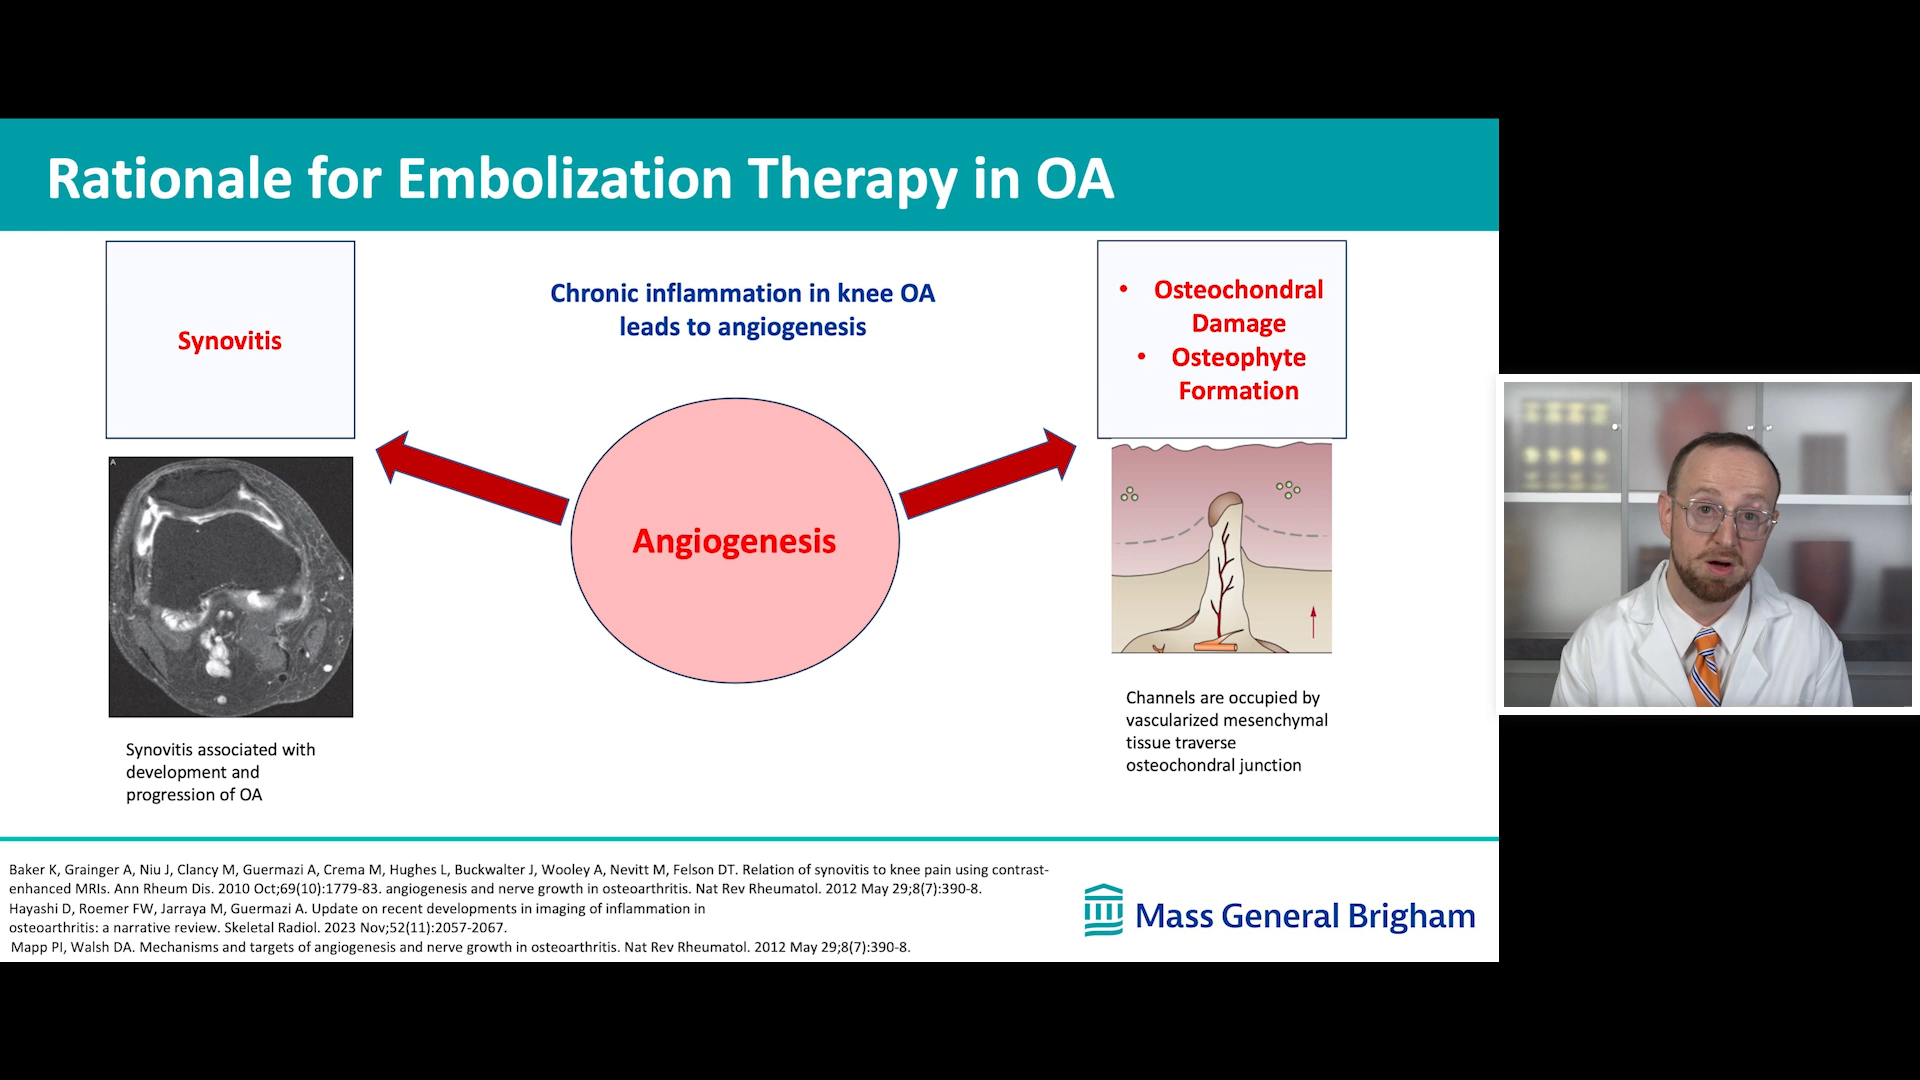 Rationale for Embolization Therapy in OA
Synovitis
Chronic inflammation in knee OA
leads to angiogenesis
• Osteochondral
Damage
• Osteophyte
Formation
A
Angiogenesis
Synovitis associated with
development and
progression of OA
Channels are occupied by
vascularized mesenchymal
tissue traverse
osteochondral junction
Baker K, Grainger A, Niu J, Clancy M, Guermazi A, Crema M, Hughes L, Buckwalter J, Wooley A, Nevitt M, Felson DT. Relation of synovitis to knee pain using contrast-
enhanced MRIs. Ann Rheum Dis. 2010 Oct;69(10):1779-83. angiogenesis and nerve growth in osteoarthritis. Nat Rev Rheumatol. 2012 May 29;8(7):390-8.
Hayashi D, Roemer FW, Jarraya M, Guermazi A. Update on recent developments in imaging of inflammation in
osteoarthritis: a narrative review. Skeletal Radiol. 2023 Nov;52(11):2057-2067.
Mapp PI, Walsh DA. Mechanisms and targets of angiogenesis and nerve growth in osteoarthritis. Nat Rev Rheumatol. 2012 May 29;8(7):390-8.
Mass General Brigham